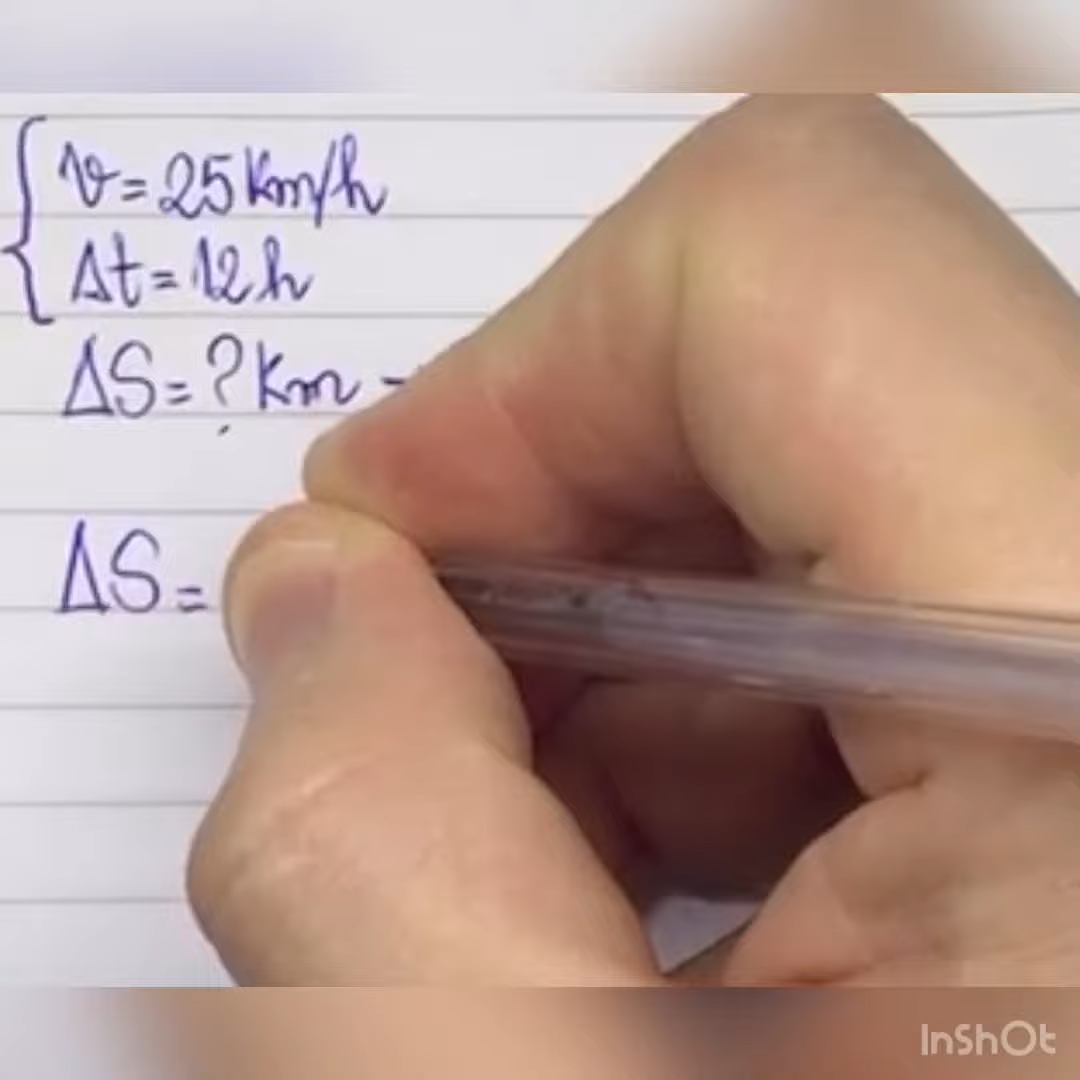 v = 25 Km/h
Δt = 12 h
ΔS = ? Km -
ΔS =
InShOt